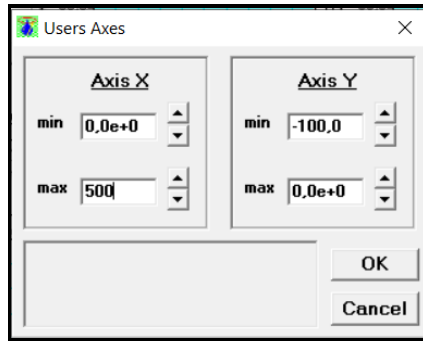 Users Axes
Axis X
min 0,0e+0
max 500
Axis Y
min -100,0
max 0,0e+0
OK
Cancel